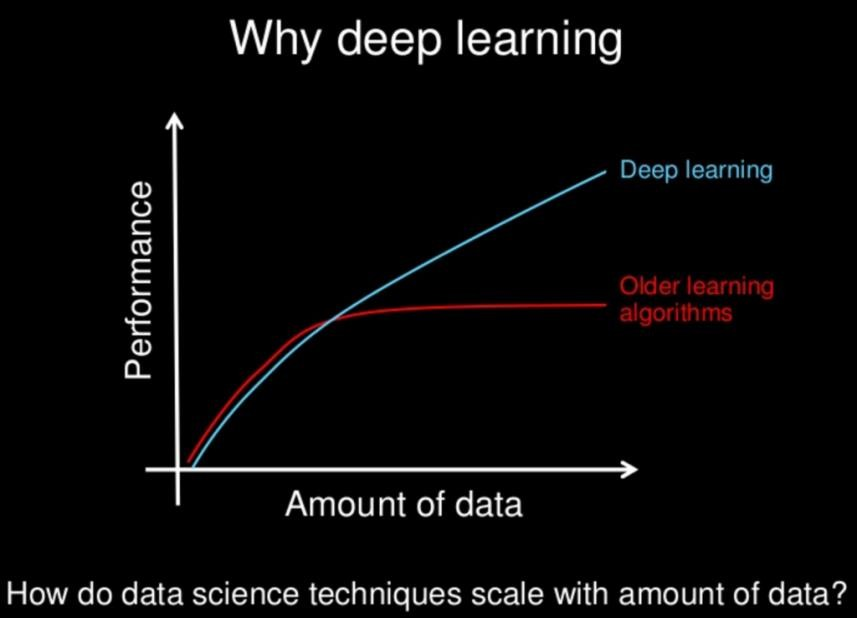 Why deep learning
Performance
Deep learning
Older learning
algorithms
Amount of data
How do data science techniques scale with amount of data?